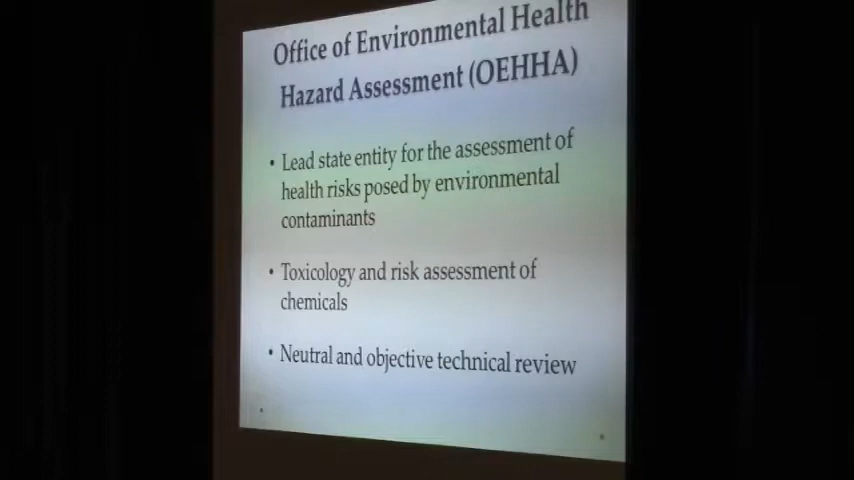 Office of Environmental Health
Hazard Assessment (OEHHA)
• Lead state entity for the assessment of
health risks posed by environmental
contaminants
• Toxicology and risk assessment of
chemicals
• Neutral and objective technical review